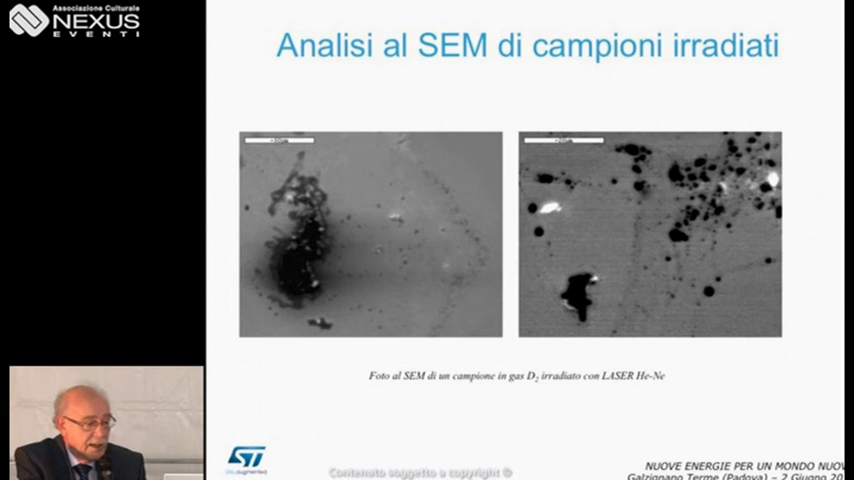 Associazione Culturale
NEXUS
EVENTI
Analisi al SEM di campioni irradiati
Foto al SEM di un campione in gas D₂ irradiato con LASER He-Ne
ST
life.augmented
Contenuto soggetto a copyright ©
NUOVE ENERGIE PER UN MONDO NUOV
Galzignano Terme (Padova) – 2 Giugno 20